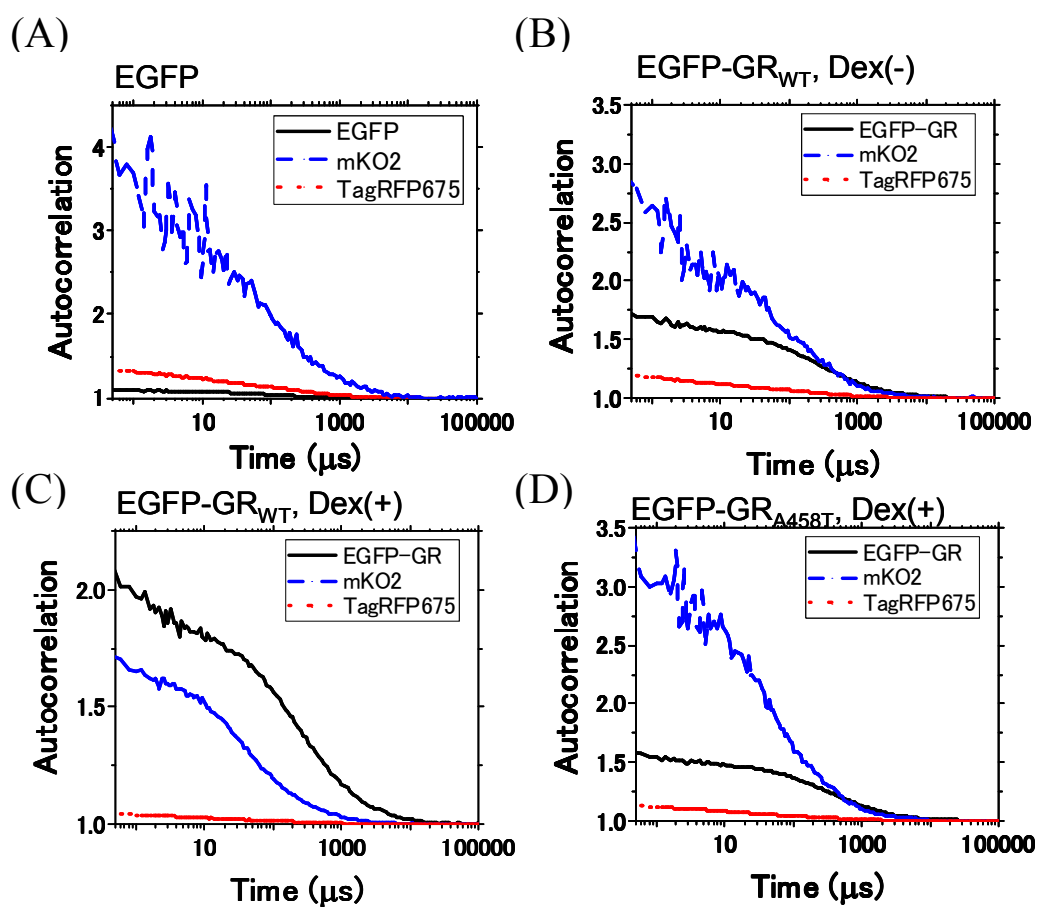 (A)
EGFP
EGFP
mKO2
TagRFP675
Autocorrelation
4
3
2
1
10
1000
100000
Time (μs)
(B)
EGFP-GRWT, Dex(-)
EGFP-GR
mKO2
TagRFP675
Autocorrelation
3.5
3.0
2.5
2.0
1.5
1.0
10
1000
100000
Time (μs)
(C)
EGFP-GRWT, Dex(+)
EGFP-GR
mKO2
TagRFP675
Autocorrelation
2.0
1.5
1.0
10
1000
100000
Time (μs)
(D)
EGFP-GRA458T, Dex(+)
EGFP-GR
mKO2
TagRFP675
Autocorrelation
3.5
3.0
2.5
2.0
1.5
1.0
10
1000
100000
Time (μs)